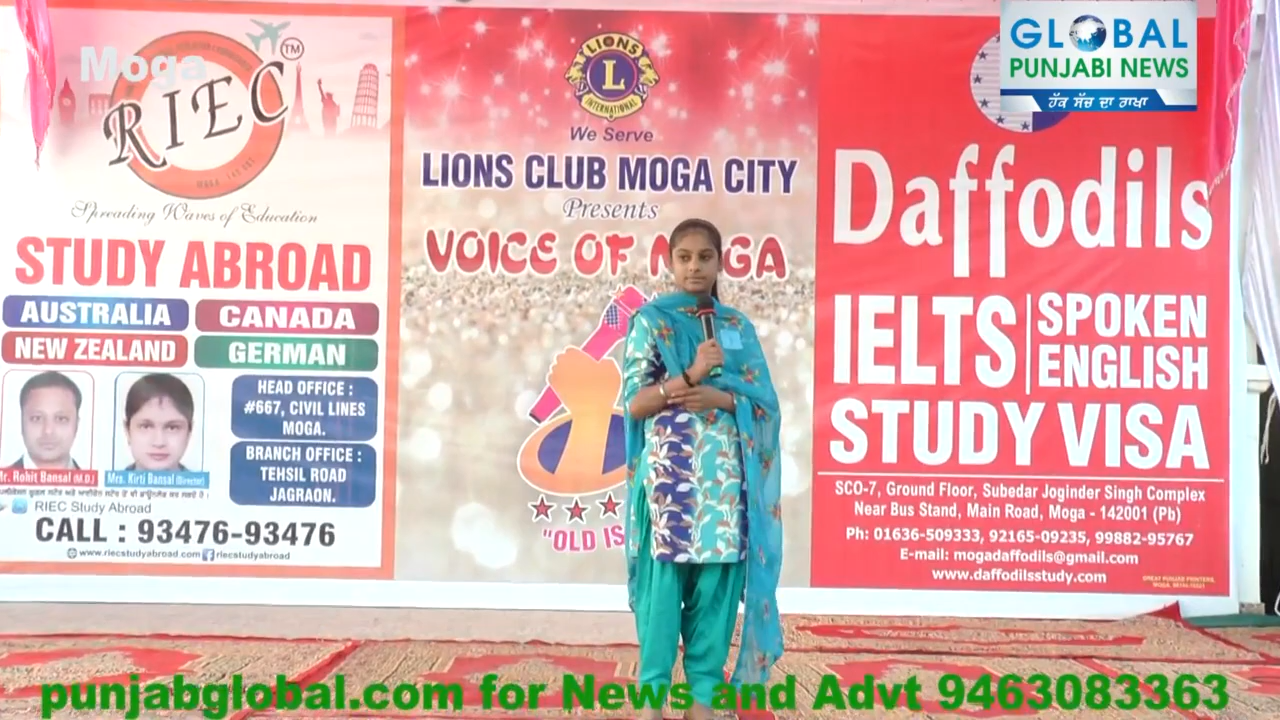 Moga
RIEC
TM
Spreading Waves of Education
STUDY ABROAD
AUSTRALIA
CANADA
NEW ZEALAND
GERMAN
HEAD OFFICE :
#667, CIVIL LINES
MOGA.
BRANCH OFFICE :
TEHSIL ROAD
JAGRAON.
Mr. Rohit Bansal (M.D.)
Mrs. Kirti Bansal (Director)
RIEC Study Abroad
CALL : 93476-93476
www.riecstudyabroad.com
riecstudyabroad
LIONS
L
INTERNATIONAL
We Serve
LIONS CLUB MOGA CITY
Presents
VOICE OF MOGA
"OLD IS
GLOBAL
PUNJABI NEWS
ਹੱਕ ਸੱਚ ਦਾ ਰਾਖਾ
Daffodils
IELTS
SPOKEN
ENGLISH
STUDY VISA
SCO-7, Ground Floor, Subedar Joginder Singh Complex
Near Bus Stand, Main Road, Moga - 142001 (Pb)
Ph: 01636-509333, 92165-09235, 99882-95767
E-mail: mogadaffodils@gmail.com
www.daffodilsstudy.com
punjabglobal.com for News and Advt 9463083363